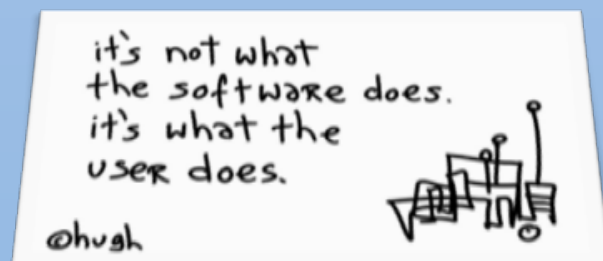 it's not what
the software does.
it's what the
user does.
©hugh